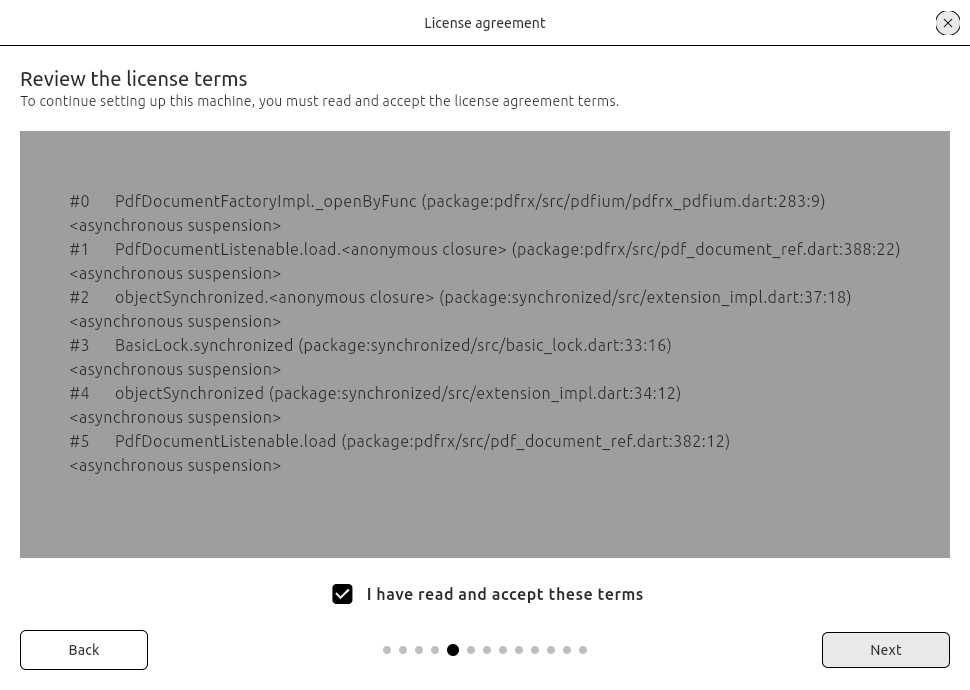 License agreement
Review the license terms
To continue setting up this machine, you must read and accept the license agreement terms.
#0 PdfDocumentFactoryImpl._openByFunc (package:pdfrx/src/pdfium/pdfrx_pdfium.dart:283:9)
<asynchronous suspension>
#1 PdfDocumentListenable.load.<anonymous closure> (package:pdfrx/src/pdf_document_ref.dart:388:22)
<asynchronous suspension>
#2 objectSynchronized.<anonymous closure> (package:synchronized/src/extension_impl.dart:37:18)
<asynchronous suspension>
#3 BasicLock.synchronized (package:synchronized/src/basic_lock.dart:33:16)
<asynchronous suspension>
#4 objectSynchronized (package:synchronized/src/extension_impl.dart:34:12)
<asynchronous suspension>
#5 PdfDocumentListenable.load (package:pdfrx/src/pdf_document_ref.dart:382:12)
<asynchronous suspension>
I have read and accept these terms
Back
Next